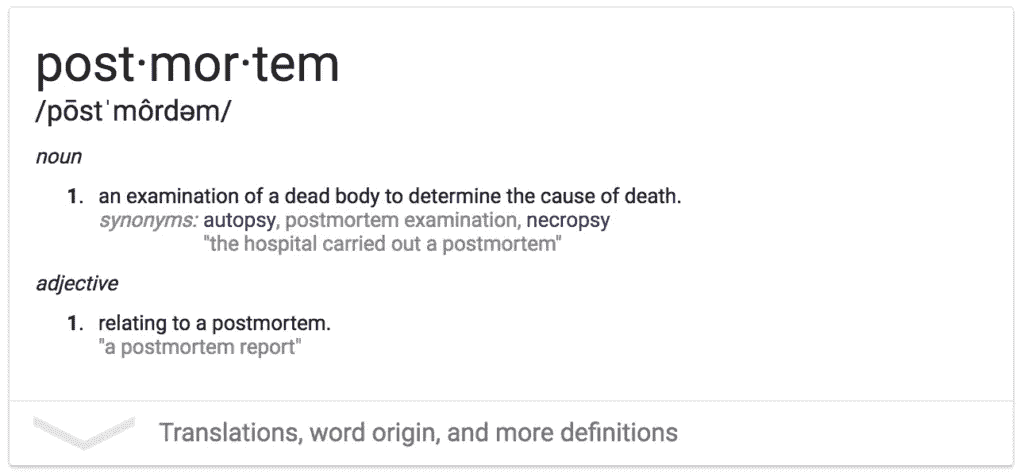 post·mor·tem
/pōstˈmôrdəm/
noun
1. an examination of a dead body to determine the cause of death.
synonyms: autopsy, postmortem examination, necropsy
"the hospital carried out a postmortem"
adjective
1. relating to a postmortem.
"a postmortem report"
Translations, word origin, and more definitions